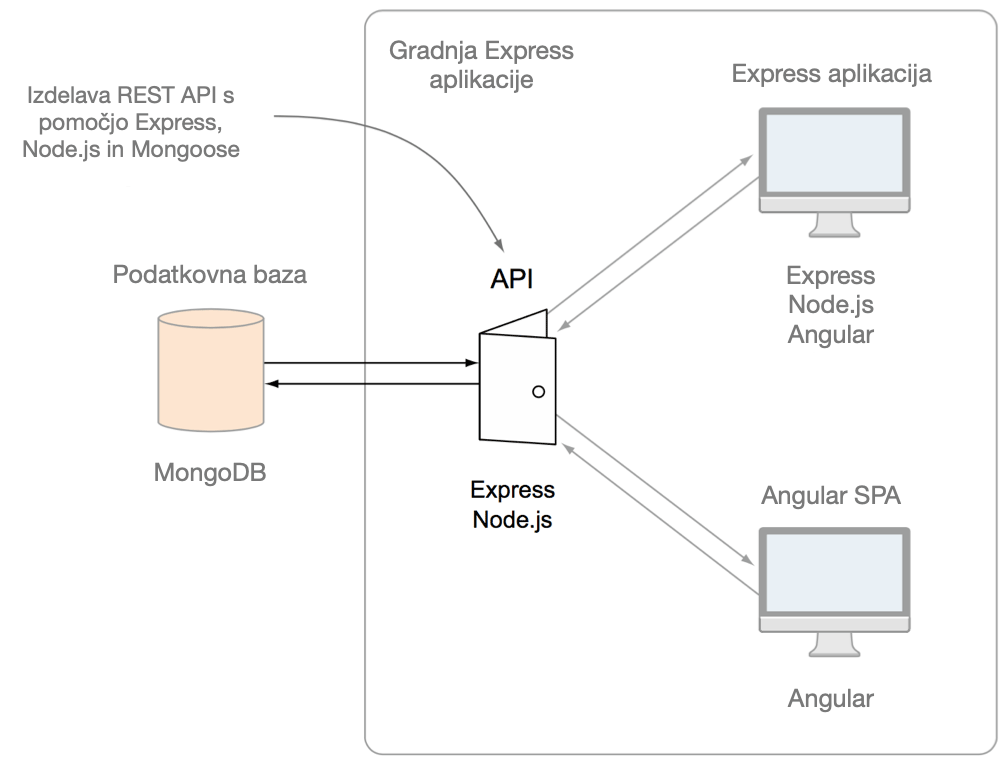 Gradnja Express
aplikacije
Express aplikacija
Izdelava REST API s
pomočjo Express,
Node.js in Mongoose
API
Podatkovna baza
Express
Node.js
Angular
MongoDB
Express
Node.js
Angular SPA
Angular